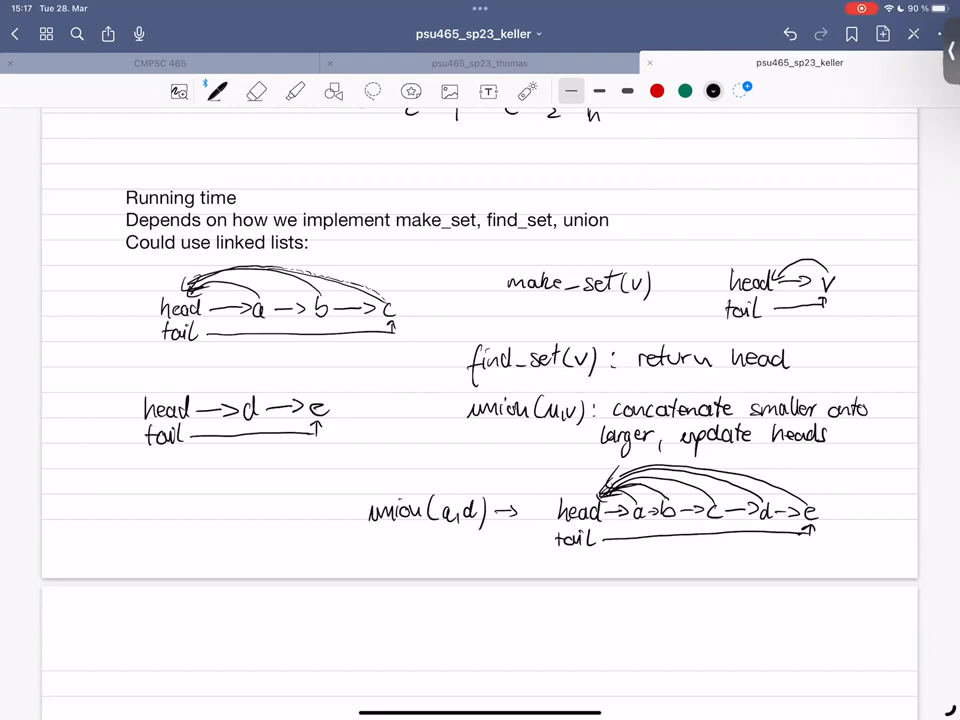 15:17 Tue 28. Mar
90 %
psu465_sp23_keller
CMPSC 465
psu465_sp23_thomas
psu465_sp23_keller
Running time
Depends on how we implement make_set, find_set, union
Could use linked lists:
make_set(v)
head → v
tail
head → a → b → c
tail
find_set(v) : return head
head → d → e
tail
union(u,v) : concatenate smaller onto
larger, update heads
union(a,d) → head → a → b → c → d → e
tail